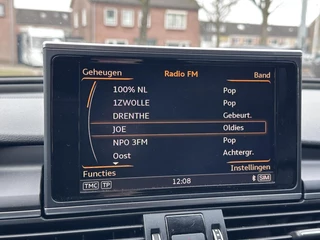 Geheugen Radio FM Band
100% NL Pop
1ZWOLLE Pop
DRENTHE Gebeurt.
JOE Oldies
NPO 3FM Pop
Oost Achtergr.
Functies Instellingen
TMC TP 12:08 SIM